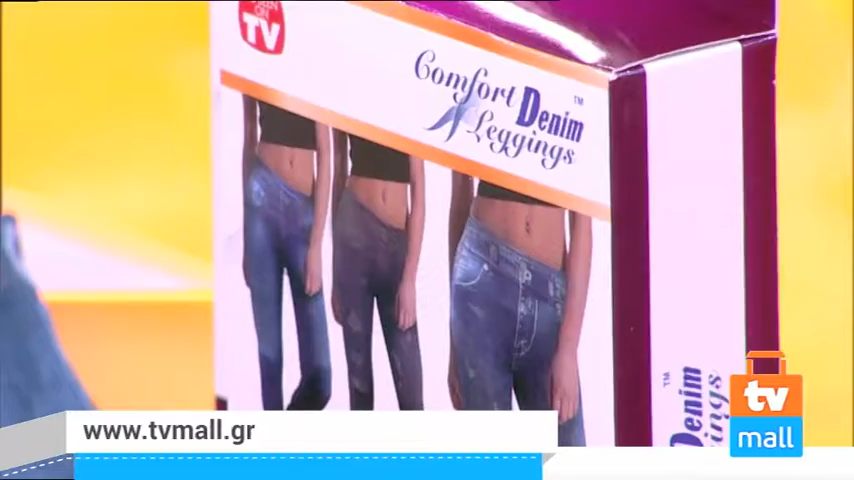 TV
Comfort
Denim
TM
Leggings
TM
Denim
ings
www.tvmall.gr
tv
mall